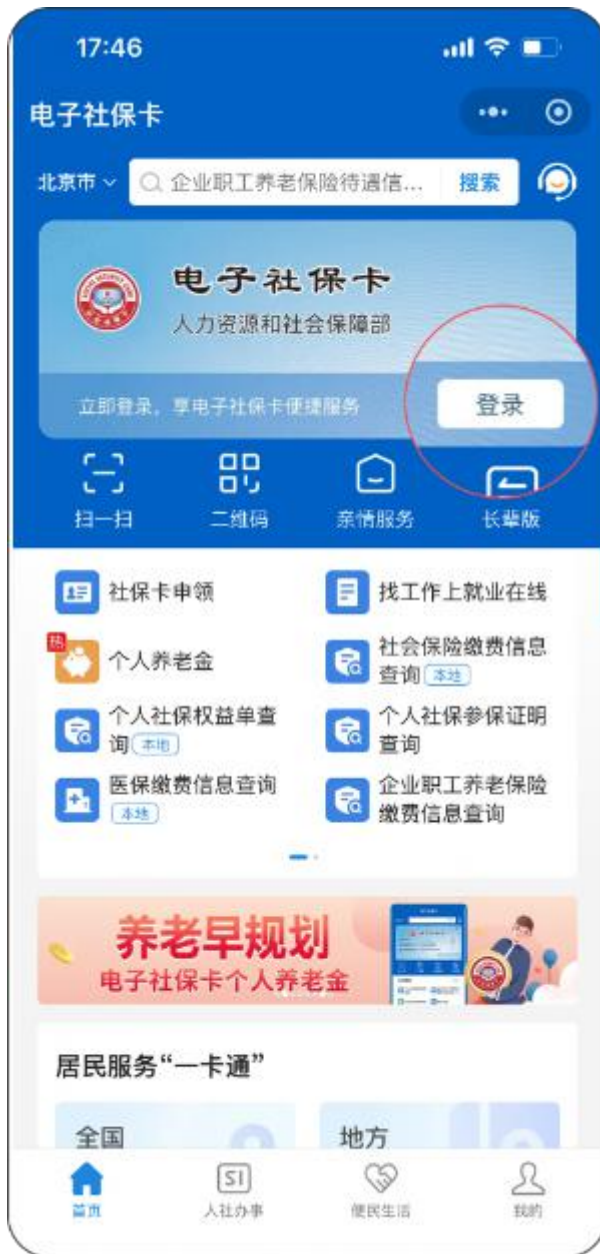 17:46
电子社保卡
北京市
企业职工养老保险待遇信...
搜索
电子社保卡
人力资源和社会保障部
立即登录，享电子社保卡便捷服务
登录
扫一扫
二维码
亲情服务
长辈版
社保卡申领
找工作上就业在线
热
个人养老金
社会保险缴费信息
查询 本地
个人社保权益单查
询 本地
个人社保参保证明
查询
医保缴费信息查询
本地
企业职工养老保险
缴费信息查询
养老早规划
电子社保卡个人养老金
居民服务“一卡通”
全国
地方
首页
SI
人社办事
便民生活
我的